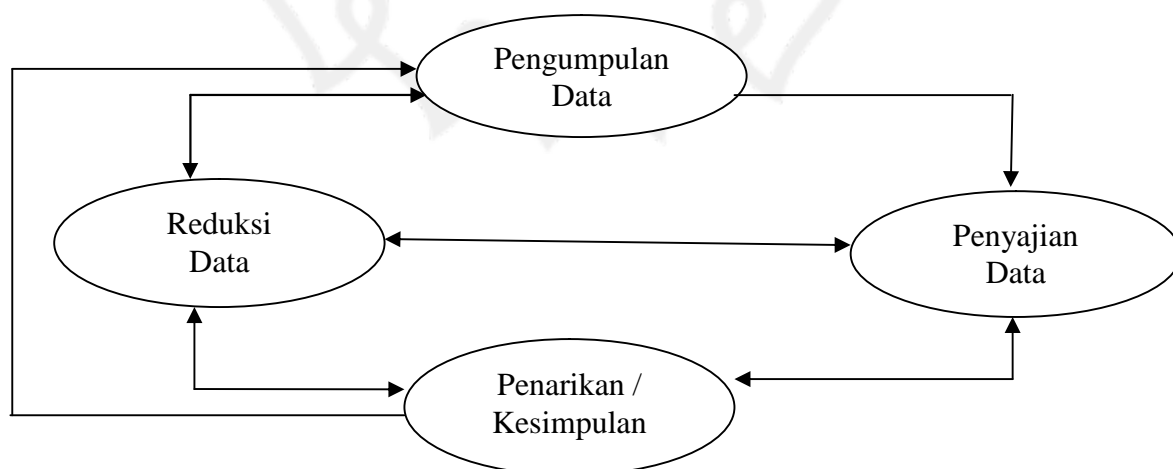 Pengumpulan
Data
Reduksi
Data
Penyajian
Data
Penarikan /
Kesimpulan